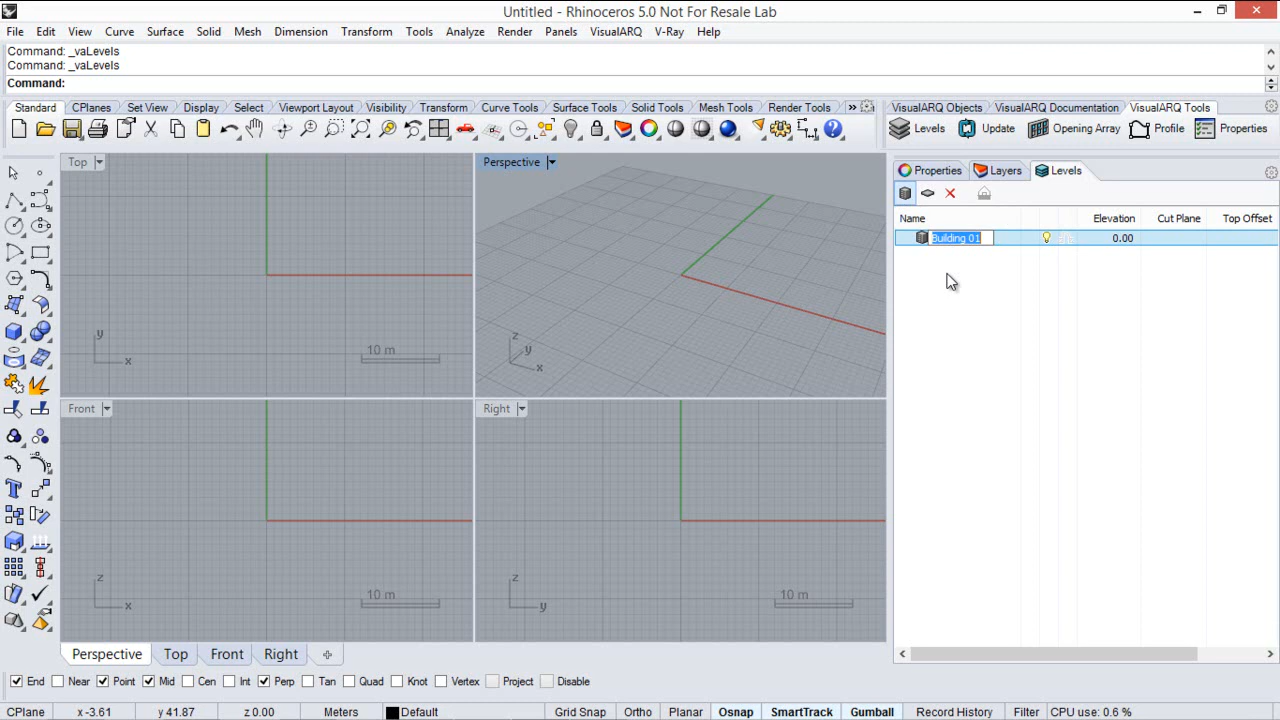 Untitled - Rhinoceros 5.0 Not For Resale Lab
File Edit View Curve Surface Solid Mesh Dimension Transform Tools Analyze Render Panels VisualARQ V-Ray Help
Command: _vaLevels
Command: _vaLevels
Command:
Standard CPlanes Set View Display Select Viewport Layout Visibility Transform Curve Tools Surface Tools Solid Tools Mesh Tools Render Tools » VisualARQ Objects VisualARQ Documentation VisualARQ Tools
Levels Update Opening Array Profile Properties
Top Perspective Properties Layers Levels
Name Elevation Cut Plane Top Offset
Building 01 0.00
y x 10 m z y x
Front Right
z x 10 m z y 10 m
Perspective Top Front Right
End Near Point Mid Cen Int Perp Tan Quad Knot Vertex Project Disable
CPlane x -3.61 y 41.87 z 0.00 Meters Default Grid Snap Ortho Planar Osnap SmartTrack Gumball Record History Filter CPU use: 0.6 %